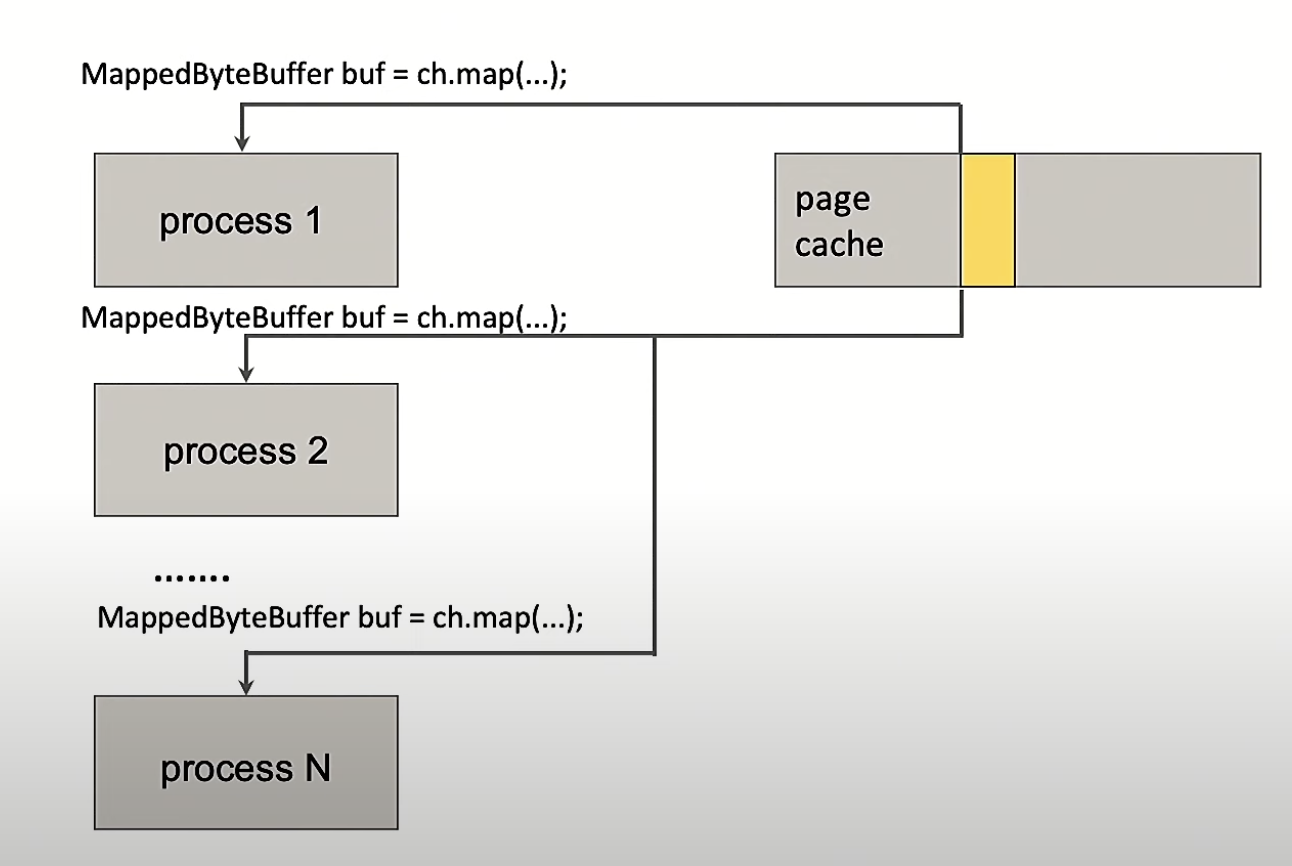 MappedByteBuffer buf = ch.map(...);
process 1
page
cache
MappedByteBuffer buf = ch.map(...);
process 2
.......
MappedByteBuffer buf = ch.map(...);
process N